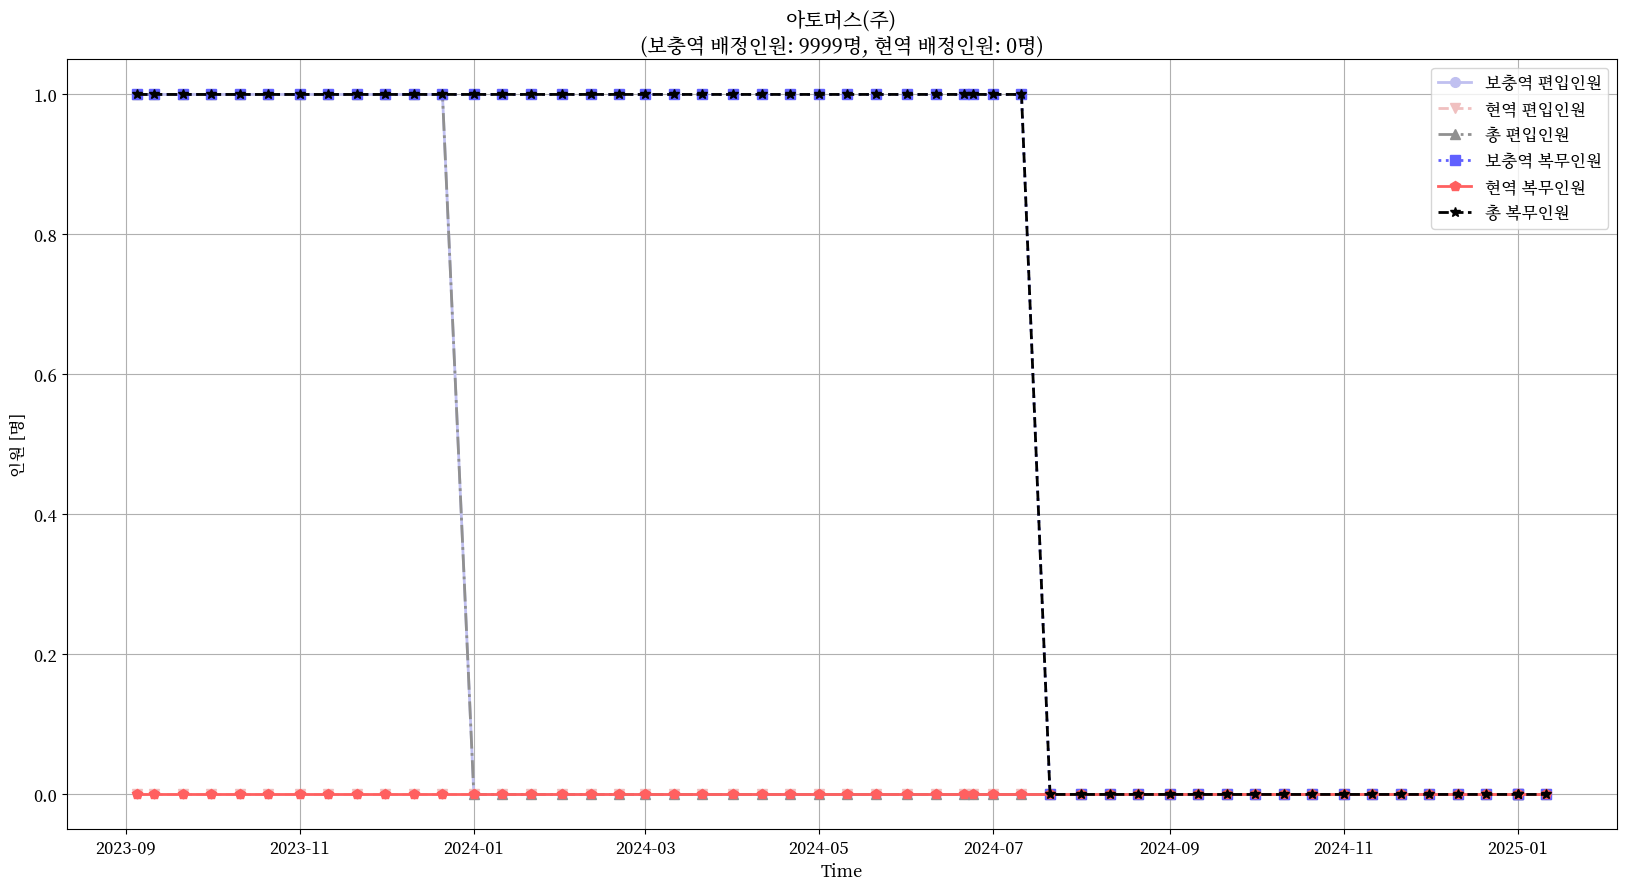 아토머스(주)
(보충역 배정인원: 9999명, 현역 배정인원: 0명)
보충역 편입인원
현역 편입인원
총 편입인원
보충역 복무인원
현역 복무인원
총 복무인원
인원 [명]
1.0
0.8
0.6
0.4
0.2
0.0
2023-09
2023-11
2024-01
2024-03
2024-05
2024-07
2024-09
2024-11
2025-01
Time